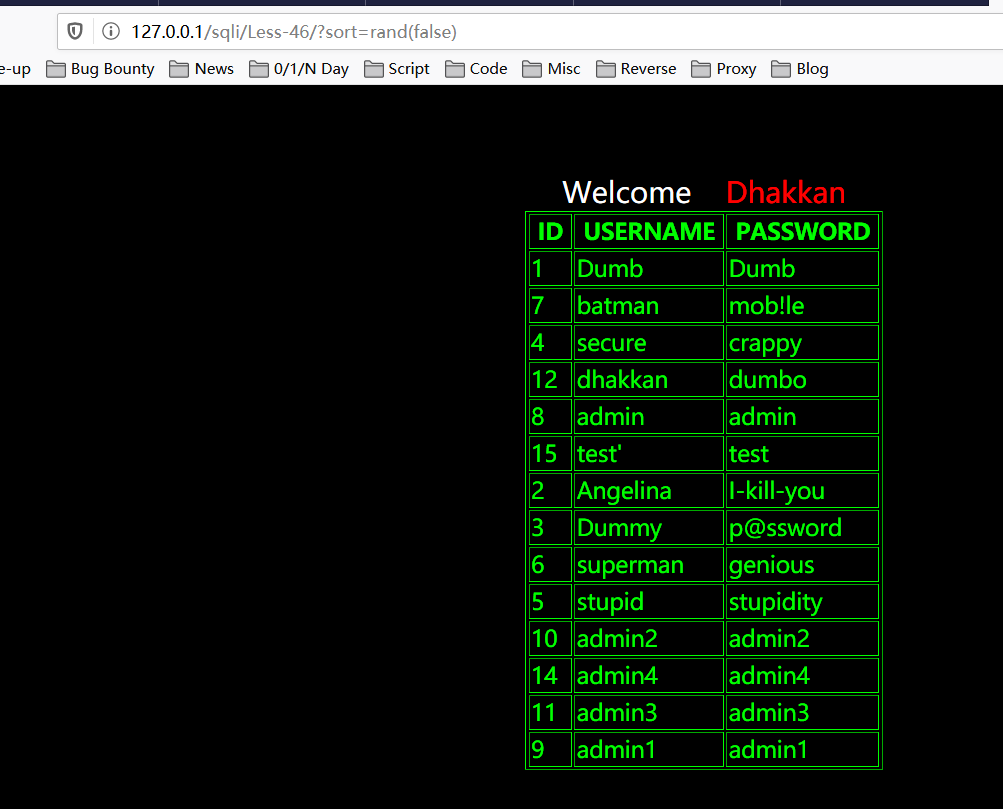 127.0.0.1/sqli/Less-46/?sort=rand(false)
e-up Bug Bounty News 0/1/N Day Script Code Misc Reverse Proxy Blog
Welcome Dhakkan
ID USERNAME PASSWORD
1 Dumb Dumb
7 batman mob!le
4 secure crappy
12 dhakkan dumbo
8 admin admin
15 test' test
2 Angelina I-kill-you
3 Dummy p@ssword
6 superman genious
5 stupid stupidity
10 admin2 admin2
14 admin4 admin4
11 admin3 admin3
9 admin1 admin1